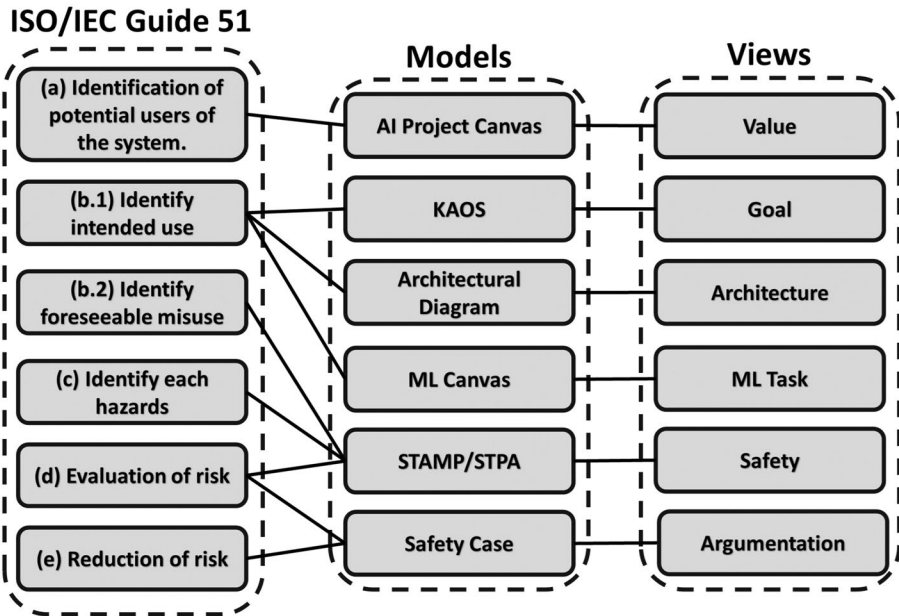 ISO/IEC Guide 51
(a) Identification of
potential users of
the system.
(b.1) Identify
intended use
(b.2) Identify
foreseeable misuse
(c) Identify each
hazards
(d) Evaluation of risk
(e) Reduction of risk
Models
AI Project Canvas
KAOS
Architectural
Diagram
ML Canvas
STAMP/STPA
Safety Case
Views
Value
Goal
Architecture
ML Task
Safety
Argumentation